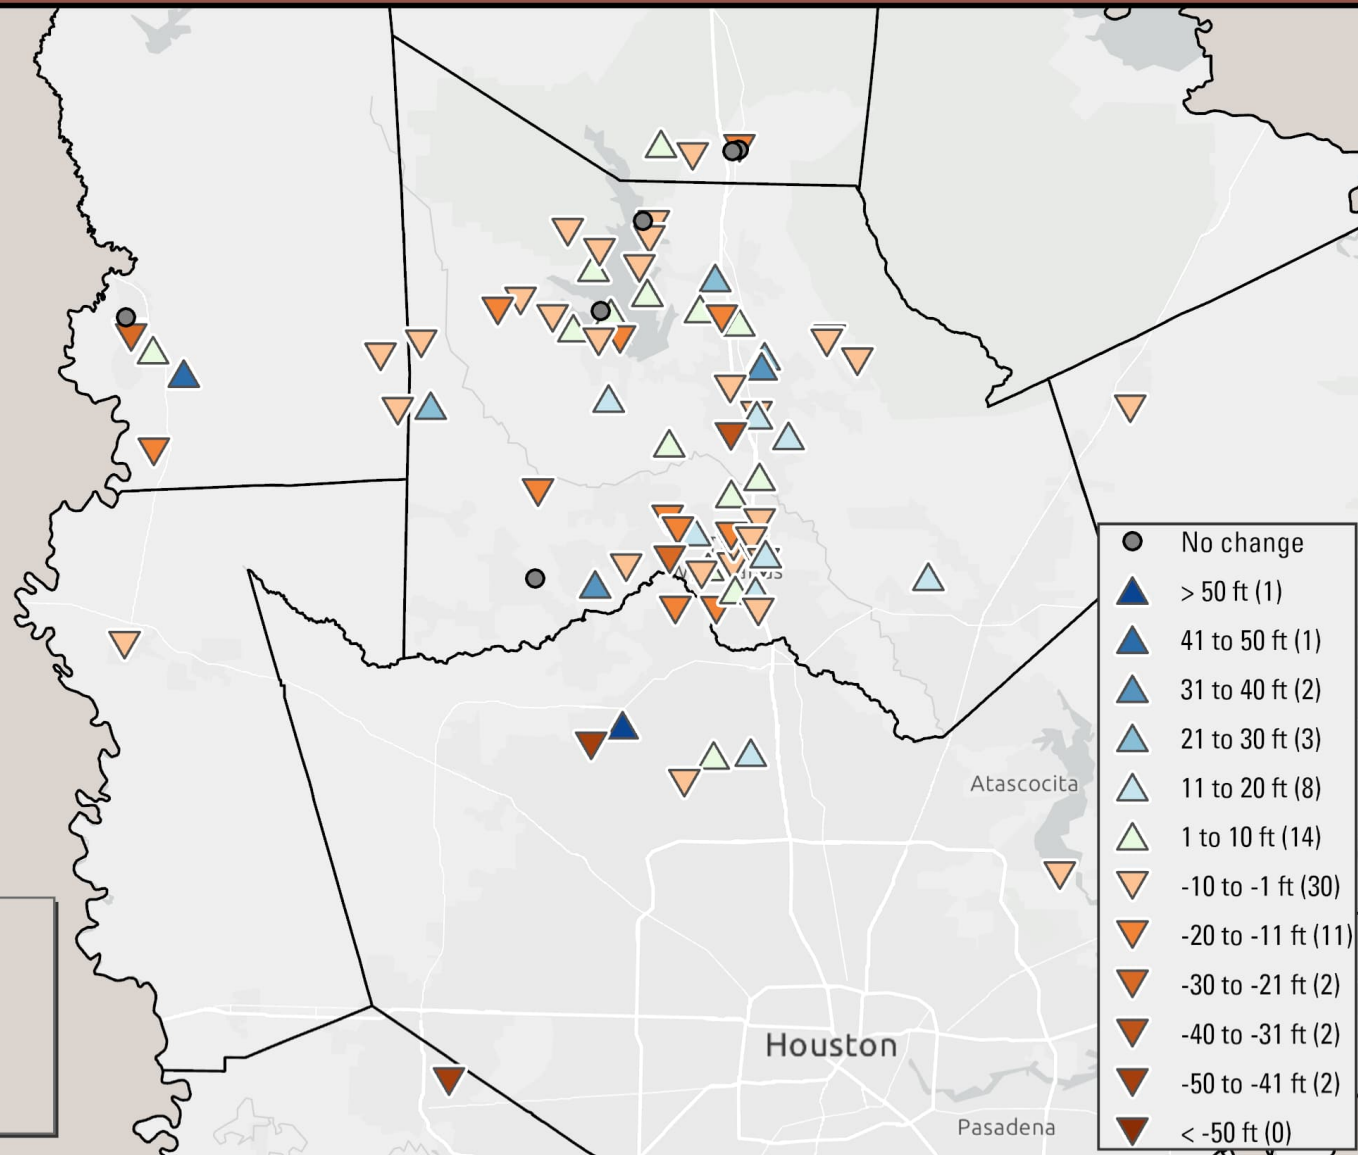 No change
> 50 ft (1)
41 to 50 ft (1)
31 to 40 ft (2)
21 to 30 ft (3)
11 to 20 ft (8)
1 to 10 ft (14)
-10 to -1 ft (30)
-20 to -11 ft (11)
-30 to -21 ft (2)
-40 to -31 ft (2)
-50 to -41 ft (2)
< -50 ft (0)
Atascocita
Houston
Pasadena